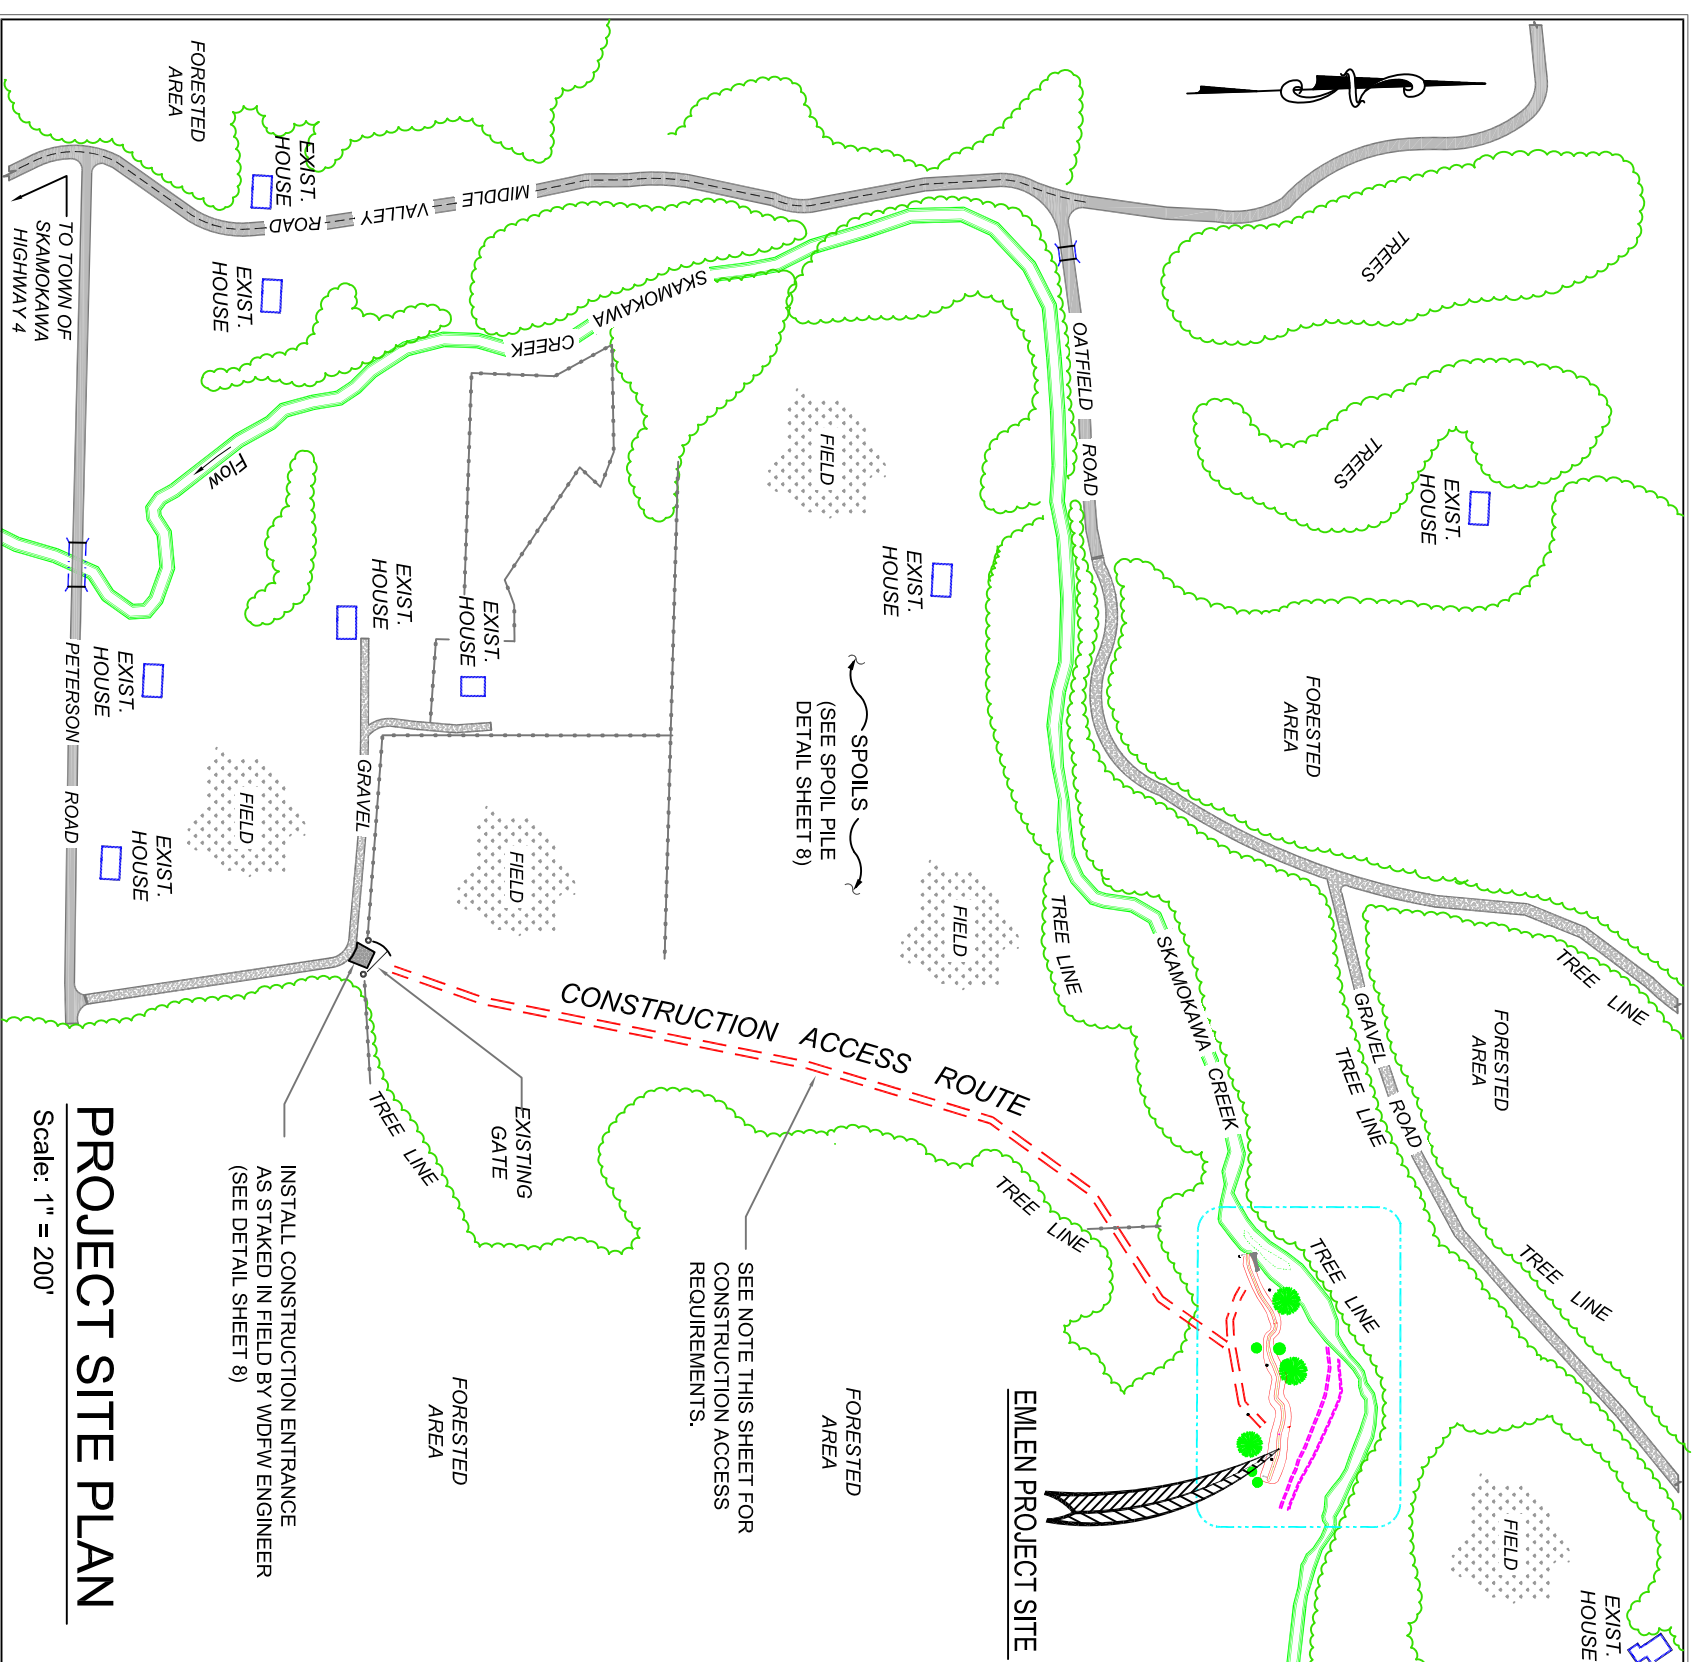 FORESTED
AREA
EXIST.
HOUSE
MIDDLE VALLEY ROAD
TO TOWN OF
SKAMOKAWA
HIGHWAY 4
EXIST.
HOUSE
SKAMOKAWA CREEK
Flow
OATFIELD ROAD
TREES
TREES
EXIST.
HOUSE
FIELD
EXIST.
HOUSE
EXIST.
HOUSE
EXIST.
HOUSE
EXIST.
HOUSE
PETERSON ROAD
EXIST.
HOUSE
FIELD
GRAVEL
FIELD
SPOILS
(SEE SPOIL PILE
DETAIL SHEET 8)
FIELD
FORESTED
AREA
TREE LINE
SKAMOKAWA CREEK
GRAVEL ROAD
TREE LINE
TREE LINE
FORESTED
AREA
TREE LINE
TREE LINE
CONSTRUCTION ACCESS ROUTE
TREE LINE
TREE LINE
EXISTING
GATE
INSTALL CONSTRUCTION ENTRANCE
AS STAKED IN FIELD BY WDFW ENGINEER
(SEE DETAIL SHEET 8)
SEE NOTE THIS SHEET FOR
CONSTRUCTION ACCESS
REQUIREMENTS.
FORESTED
AREA
FORESTED
AREA
EMLEN PROJECT SITE
FIELD
EXIST.
HOUSE
PROJECT SITE PLAN
Scale: 1" = 200'